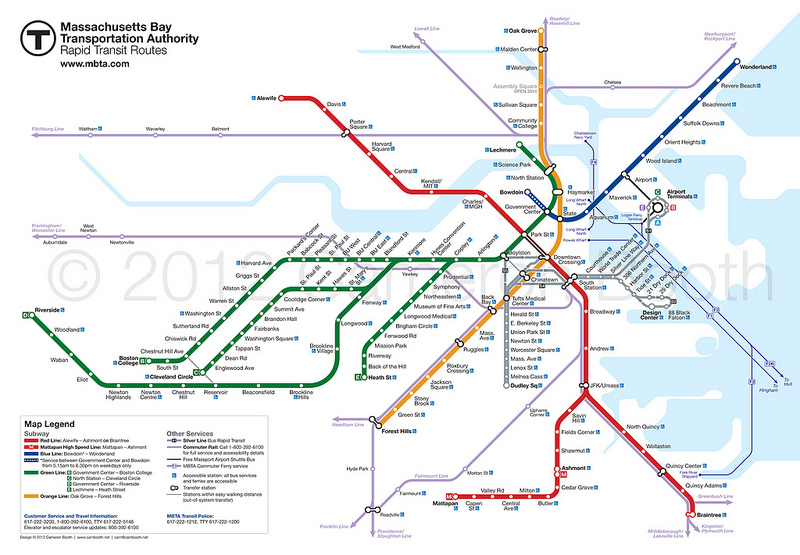 Massachusetts Bay
Transportation Authority
Rapid Transit Routes
www.mbta.com
T
Lowell Line
West Medford
Reading/
Haverhill Line
Newburyport/
Rockport Line
Oak Grove
Malden Center
Wellington
Assembly Square
OPEN 2014
Sullivan Square
Community
College
Chelsea
Wonderland
Revere Beach
Beachmont
Suffolk Downs
Orient Heights
Wood Island
Airport
Airport
Terminals
Maverick
Aquarium
Alewife
Davis
Porter
Square
Harvard
Square
Central
Kendall/
MIT
Charles/
MGH
Fitchburg Line
Waltham
Waverley
Belmont
Lechmere
Science Park
North Station
Bowdoin
Haymarket
Government
Center
State
Park St
Downtown
Crossing
Charlestown
Navy Yard
Long Wharf
North
Logan Ferry
Terminal
Long Wharf
Rowes Wharf
Framingham/
Worcester Line
West
Newton
Auburndale
Newtonville
Packard's Corner
Babcock St
Pleasant St
St. Paul St
BU West
BU Central
BU East
Blandford St
Kenmore
Hynes Convention
Center
Copley
Arlington
Boylston
Chinatown
South
Station
Courthouse
World Trade Center
Silver Line Way
306 Northern Ave
Harbor St
Tide St
21 Dry Dock
25 Dry Dock
Design
Center
88 Black
Falcon
Harvard Ave
Griggs St
Allston St
Warren St
Washington St
Sutherland Rd
Chiswick Rd
Chestnut Hill Ave
South St
Boston
College
Cleveland Circle
St. Paul St
Kent St
Hawes St
St. Mary's St
Coolidge Corner
Summit Ave
Brandon Hall
Fairbanks
Washington Square
Tappan St
Dean Rd
Englewood Ave
Yawkey
Fenway
Longwood
Brookline
Village
Brookline
Hills
Beaconsfield
Reservoir
Chestnut
Hill
Newton
Centre
Newton
Highlands
Eliot
Waban
Woodland
Riverside
Prudential
Symphony
Northeastern
Museum of Fine Arts
Longwood Medical
Brigham Circle
Fenwood Rd
Mission Park
Riverway
Back of the Hill
Heath St
Back
Bay
Mass.
Ave
Ruggles
Roxbury
Crossing
Jackson
Square
Stony
Brook
Green St
Forest Hills
Tufts Medical
Center
Herald St
E. Berkeley St
Union Park St
Newton St
Worcester Square
Mass. Ave
Lenox St
Melnea Cass
Dudley Sq
Broadway
Andrew
JFK/Umass
Savin
Hill
Fields Corner
Shawmut
Ashmont
Cedar Grove
Butler
Milton
Central
Ave
Valley Rd
Capen
St
Mattapan
North Quincy
Wollaston
Quincy Center
Quincy Adams
Braintree
Uphams
Corner
Morton St
Fairmount Line
Fairmount
Readville
Hyde Park
Needham Line
Franklin Line
Providence/
Stoughton Line
Fore River
Shipyard
Greenbush Line
Kingston/
Plymouth Line
Middleborough/
Lakeville Line
To
Hingham
To
Hull
Map Legend
Subway
Red Line: Alewife – Ashmont or Braintree
Mattapan High Speed Line: Mattapan - Ashmont
Blue Line: Bowdoin* – Wonderland
*Service between Government Center and Bowdoin
from 5.15am to 6.30pm on weekdays only
Green Line: B Government Center – Boston College
C North Station – Cleveland Circle
D Government Center – Riverside
E Lechmere – Heath Street
Orange Line: Oak Grove – Forest Hills
Other Services
Silver Line Bus Rapid Transit
Commuter Rail: Call 1-800-392-6100
for full service and accessibility details
Free Massport Airport Shuttle Bus
MBTA Commuter Ferry service
Accessible station: all bus services
and ferries are accessible
Transfer station
Stations within easy walking distance
(out-of-system transfer)
Customer Service and Travel Information:
617-222-3200, 1-800-392-6100, TTY 617-222-5146
Elevator and escalator service updates: 800-392-6100
MBTA Transit Police:
617-222-1212, TTY 617-222-1200
Design © 2012 Cameron Booth | www.cambooth.net | cam@cambooth.net